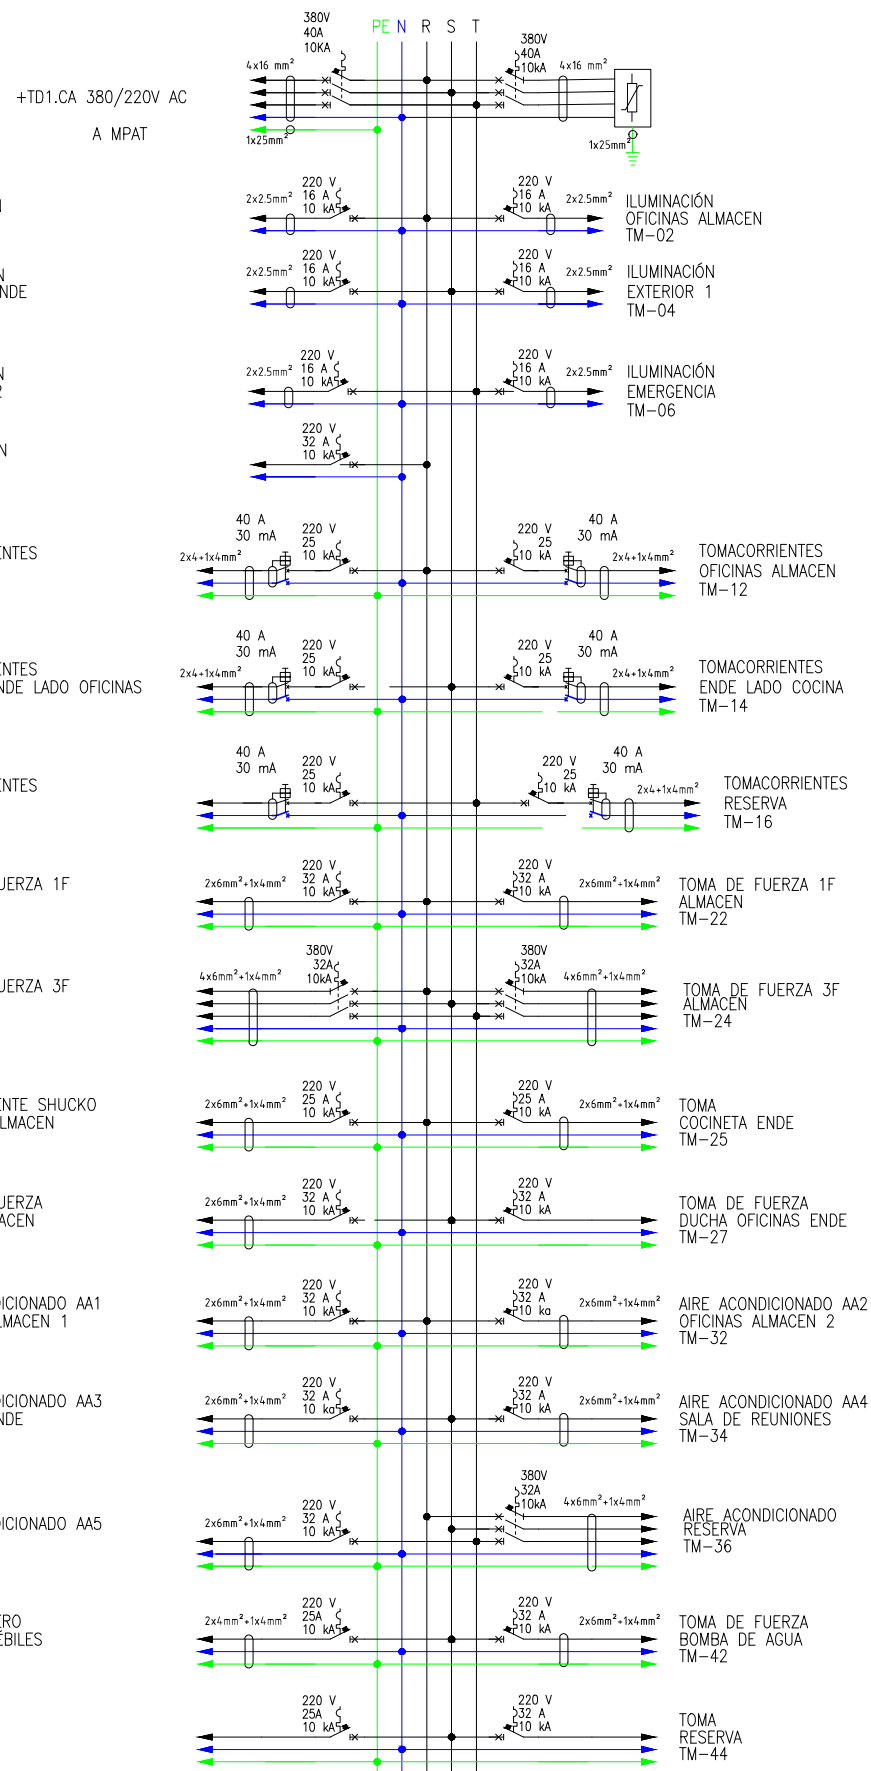 380V
40A
10KA
PE N R S T
380V
40A
10kA
4x16 mm²
4x16 mm²
+TD1.CA 380/220V AC
A MPAT
1x25mm²
1x25mm²
220 V
16 A
10 kA
2x2.5mm²
220 V
16 A
10 kA
2x2.5mm²
ILUMINACIÓN
OFICINAS ALMACEN
TM-02
220 V
16 A
10 kA
2x2.5mm²
220 V
16 A
10 kA
2x2.5mm²
ILUMINACIÓN
EXTERIOR 1
TM-04
NDE
220 V
16 A
10 kA
2x2.5mm²
220 V
16 A
10 kA
2x2.5mm²
ILUMINACIÓN
EMERGENCIA
TM-06
2
220 V
32 A
10 kA
N
40 A
30 mA
2x4+1x4mm²
220 V
25
10 kA
220 V
25
10 kA
40 A
30 mA
2x4+1x4mm²
ENTES
TOMACORRIENTES
OFICINAS ALMACEN
TM-12
40 A
30 mA
2x4+1x4mm²
220 V
25
10 kA
220 V
25
10 kA
40 A
30 mA
2x4+1x4mm²
ENTES
NDE LADO OFICINAS
TOMACORRIENTES
ENDE LADO COCINA
TM-14
40 A
30 mA
220 V
25
10 kA
220 V
25
10 kA
40 A
30 mA
2x4+1x4mm²
ENTES
TOMACORRIENTES
RESERVA
TM-16
UERZA 1F
2x6mm²+1x4mm²
220 V
32 A
10 kA
220 V
32 A
10 kA
2x6mm²+1x4mm²
TOMA DE FUERZA 1F
ALMACEN
TM-22
UERZA 3F
4x6mm²+1x4mm²
380V
32A
10kA
380V
32A
10kA
4x6mm²+1x4mm²
TOMA DE FUERZA 3F
ALMACEN
TM-24
ENTE SHUCKO
LMACEN
2x6mm²+1x4mm²
220 V
25 A
10 kA
220 V
25 A
10 kA
2x6mm²+1x4mm²
TOMA
COCINETA ENDE
TM-25
UERZA
ACEN
2x6mm²+1x4mm²
220 V
32 A
10 kA
220 V
32 A
10 kA
TOMA DE FUERZA
DUCHA OFICINAS ENDE
TM-27
DICIONADO AA1
LMACEN 1
2x6mm²+1x4mm²
220 V
32 A
10 kA
220 V
32 A
10 ka
2x6mm²+1x4mm²
AIRE ACONDICIONADO AA2
OFICINAS ALMACEN 2
TM-32
DICIONADO AA3
NDE
2x6mm²+1x4mm²
220 V
32 A
10 ka
220 V
32 A
10 kA
2x6mm²+1x4mm²
AIRE ACONDICIONADO AA4
SALA DE REUNIONES
TM-34
DICIONADO AA5
2x6mm²+1x4mm²
220 V
32 A
10 kA
380V
32A
10kA
4x6mm²+1x4mm²
AIRE ACONDICIONADO
RESERVA
TM-36
ERO
ÉBILES
2x4mm²+1x4mm²
220 V
25A
10 kA
220 V
32 A
10 kA
2x6mm²+1x4mm²
TOMA DE FUERZA
BOMBA DE AGUA
TM-42
220 V
25A
10 kA
220 V
32 A
10 kA
TOMA
RESERVA
TM-44